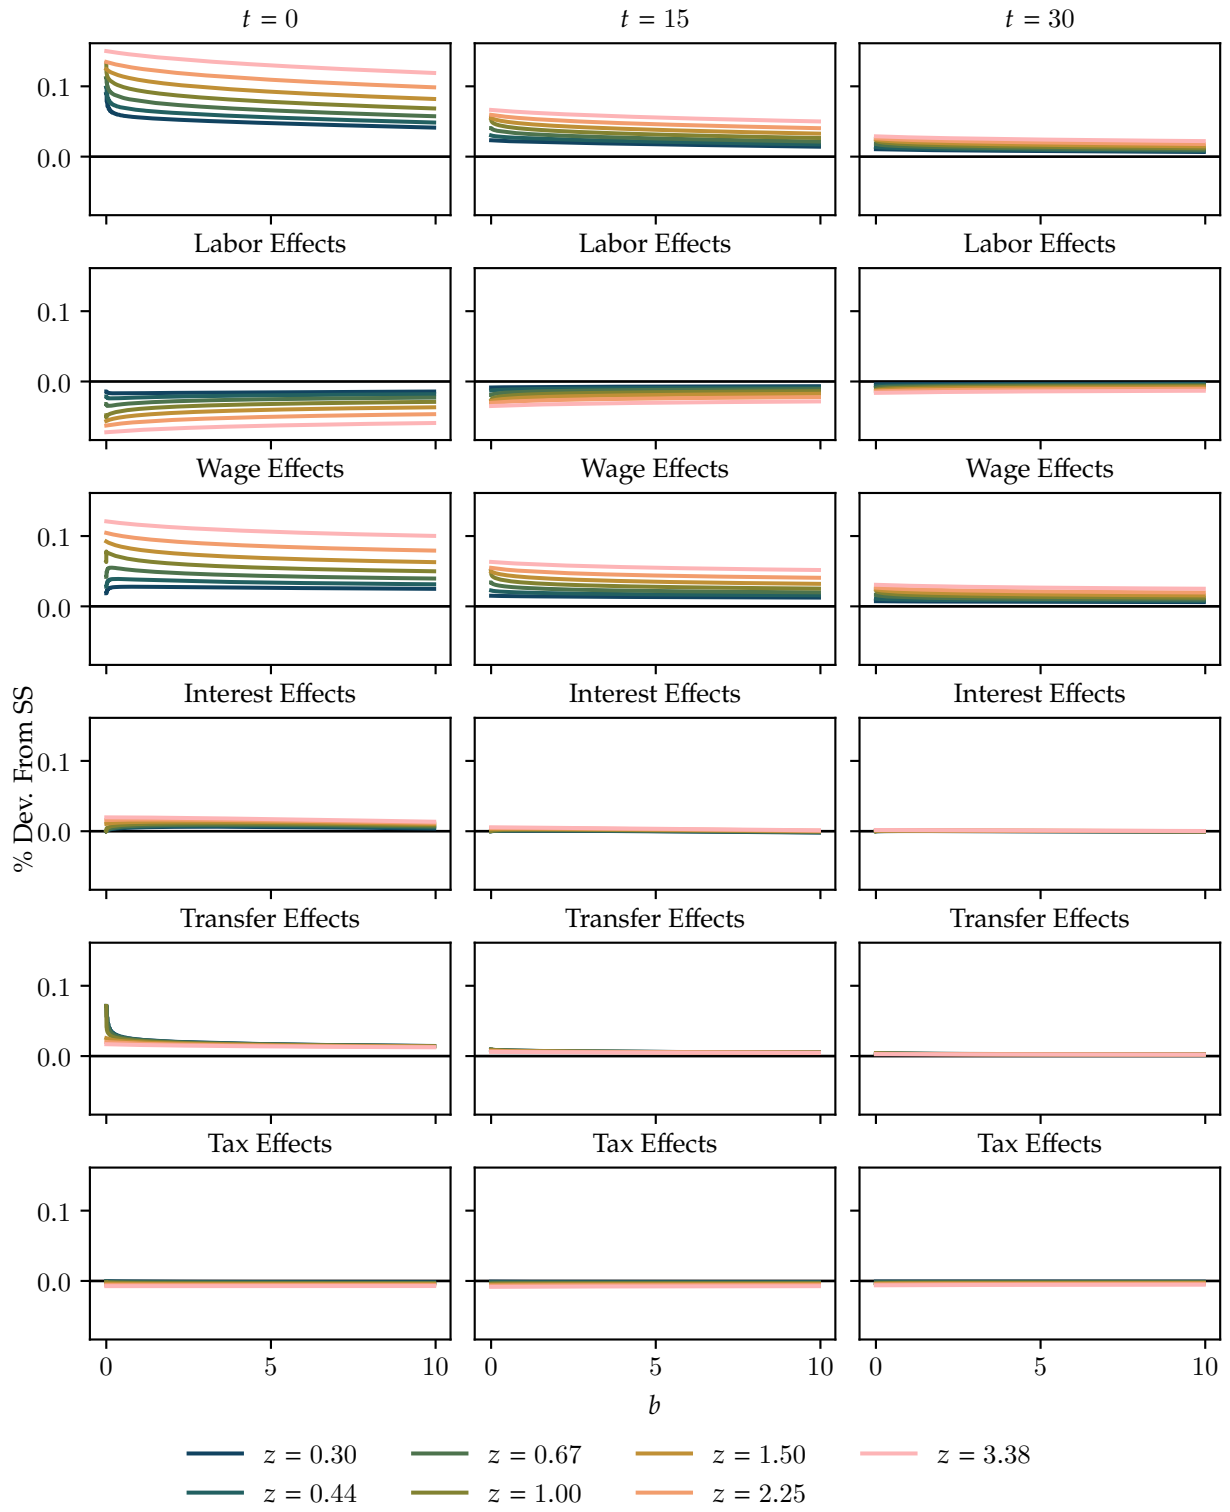 t = 0 t = 15 t = 30
0.1
0.0
Labor Effects Labor Effects Labor Effects
0.1
0.0
Wage Effects Wage Effects Wage Effects
0.1
0.0
Interest Effects Interest Effects Interest Effects
0.1
0.0
% Dev. From SS
Transfer Effects Transfer Effects Transfer Effects
0.1
0.0
Tax Effects Tax Effects Tax Effects
0.1
0.0
0 5 10 0 5 10 0 5 10
b
z = 0.30 z = 0.67 z = 1.50 z = 3.38
z = 0.44 z = 1.00 z = 2.25